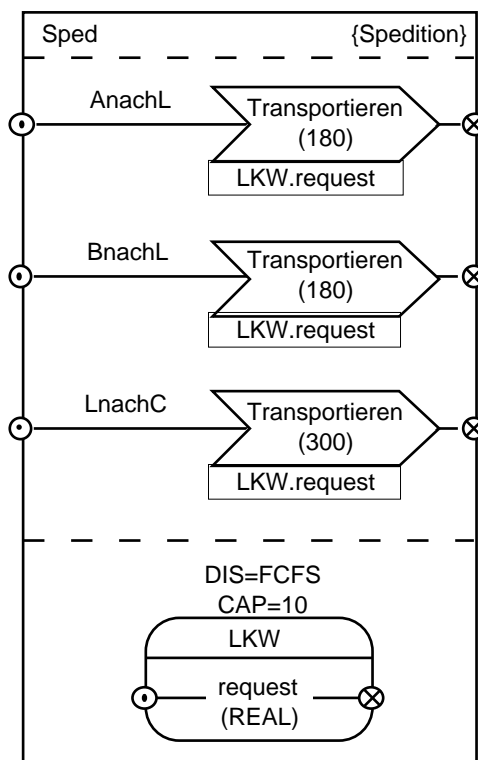 Sped {Spedition}
AnachL
Transportieren
(180)
LKW.request
BnachL
Transportieren
(180)
LKW.request
LnachC
Transportieren
(300)
LKW.request
DIS=FCFS
CAP=10
LKW
request
(REAL)